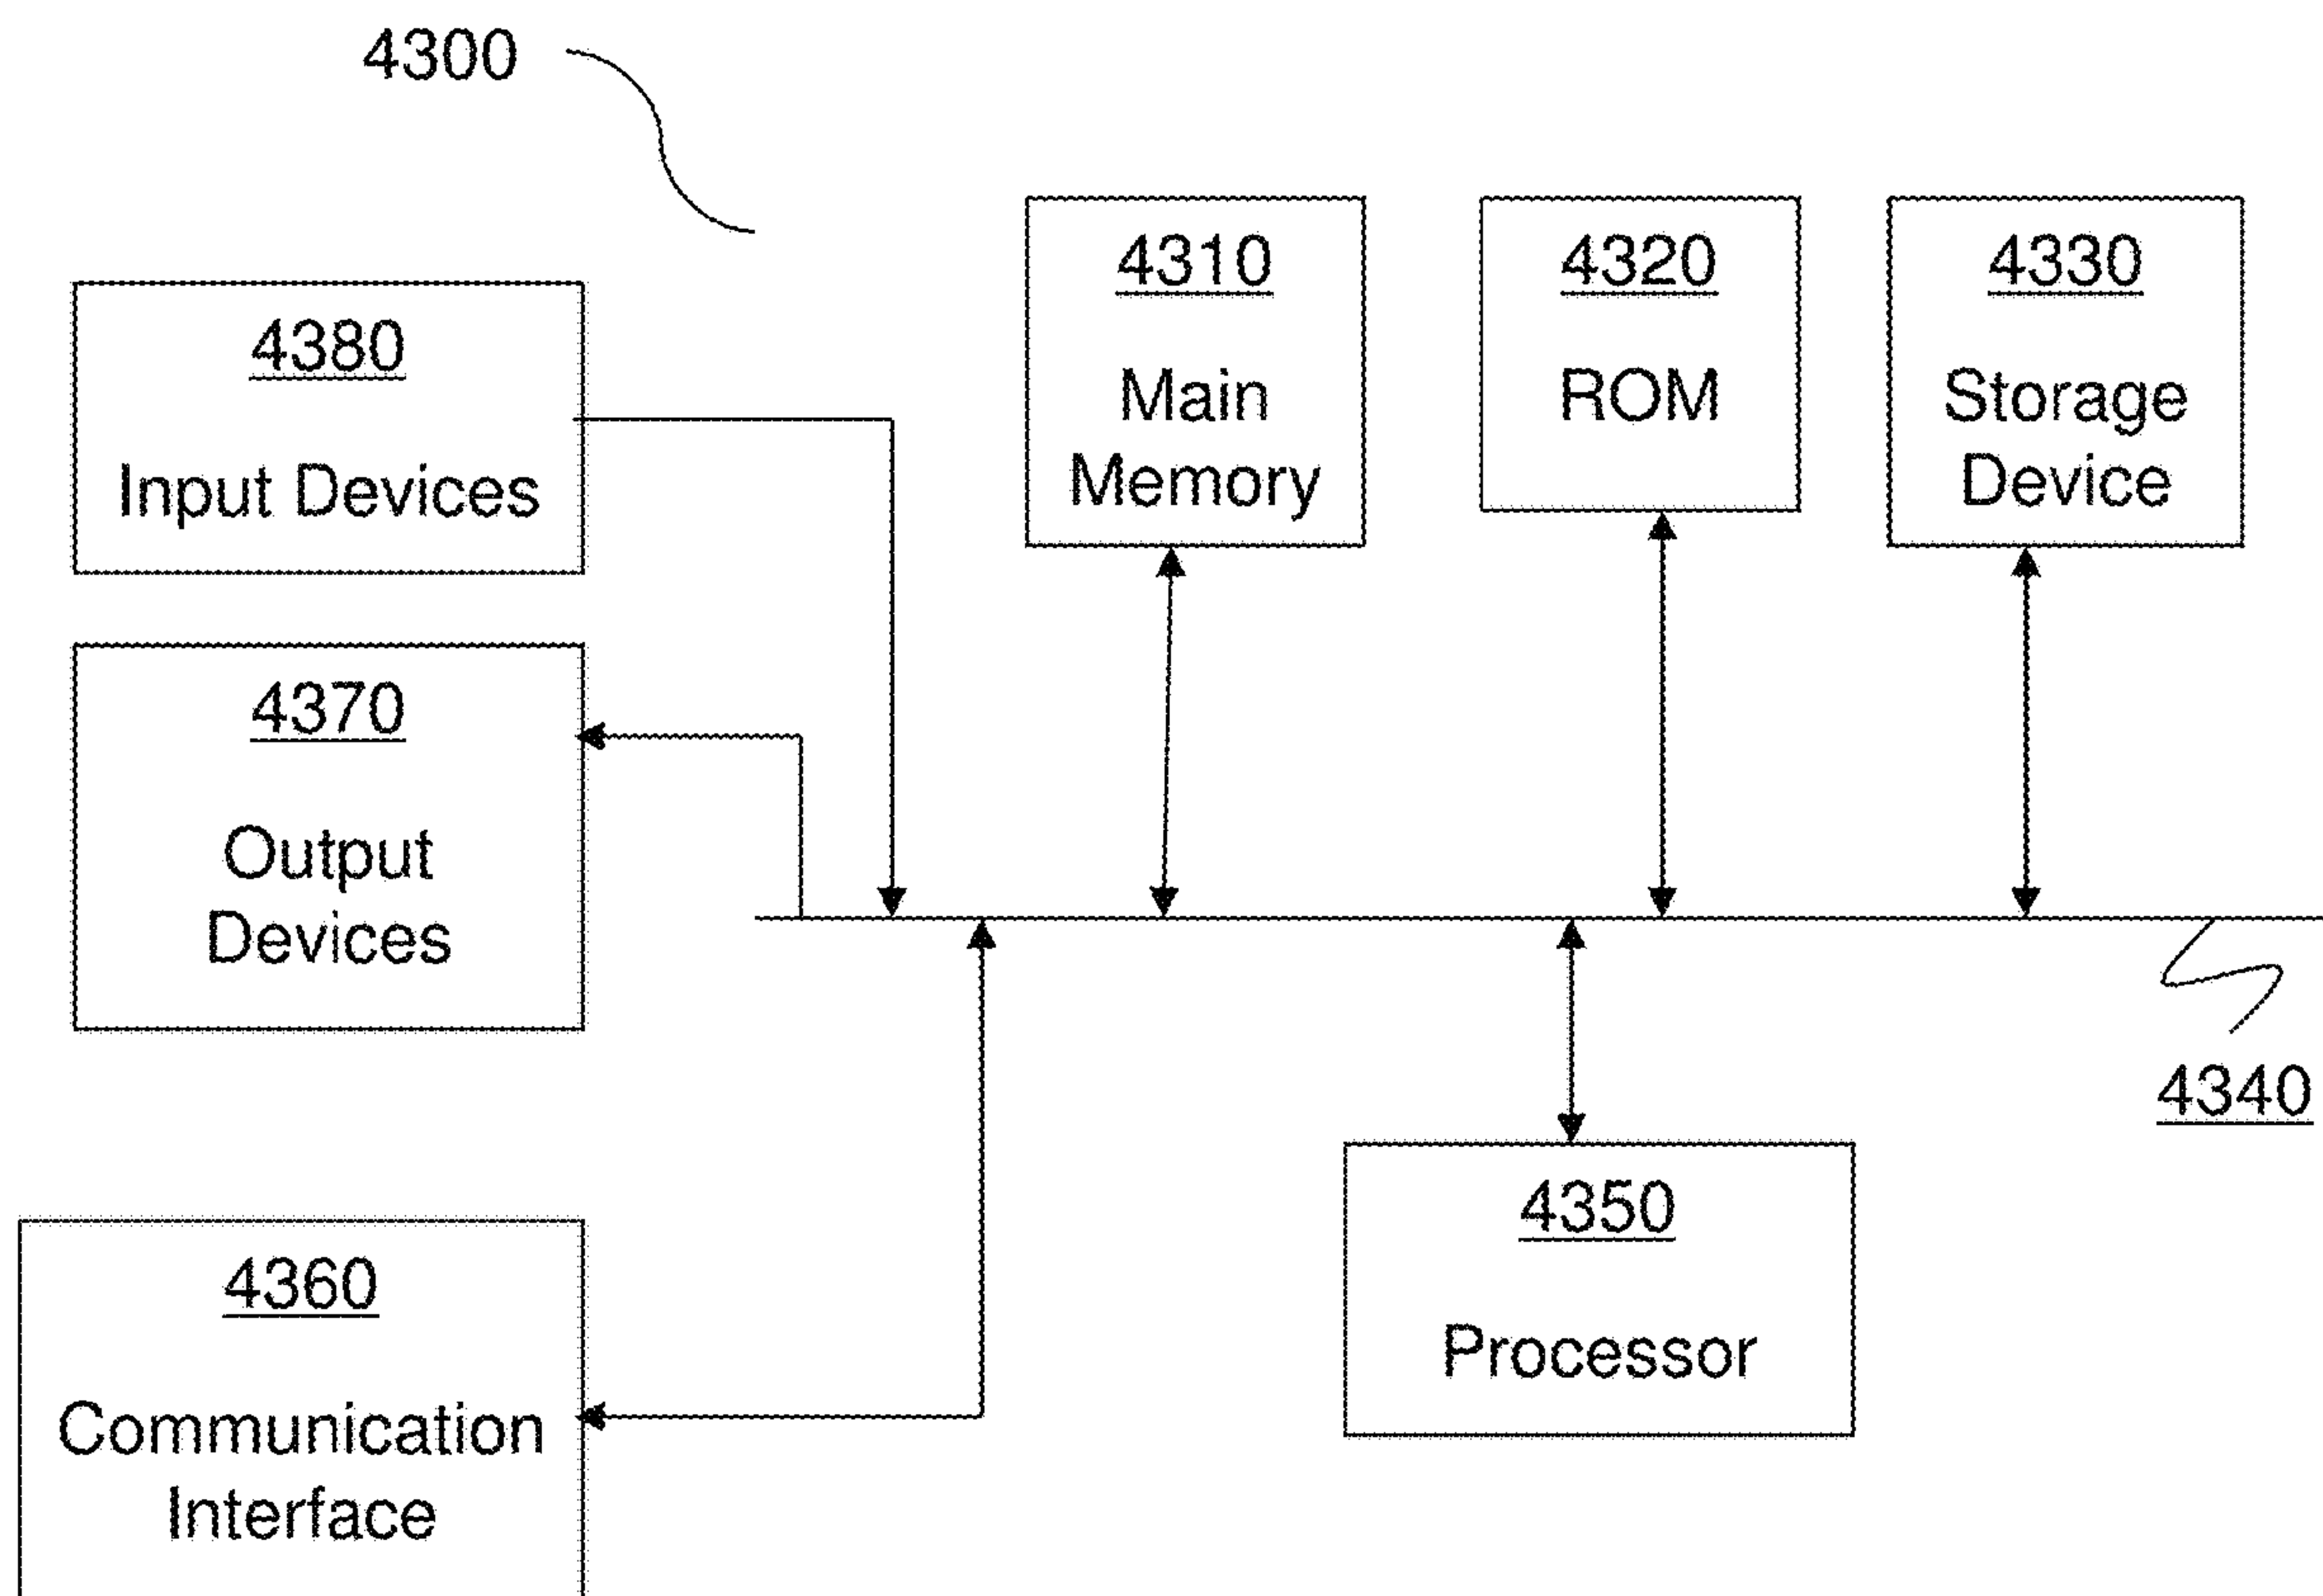 4300
4310
Main
Memory
4320
ROM
4330
Storage
Device
4380
Input Devices
4370
Output
Devices
4340
4350
Processor
4360
Communication
Interface